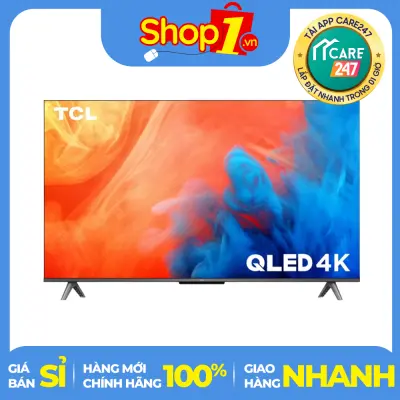 Shop1.vn
TẢI APP CARE247
CARE
247
LẮP ĐẶT NHANH TRONG 01 GIỜ
TCL
QLED 4K
GIÁ BÁN SỈ
HÀNG MỚI CHÍNH HÃNG 100%
GIAO HÀNG NHANH